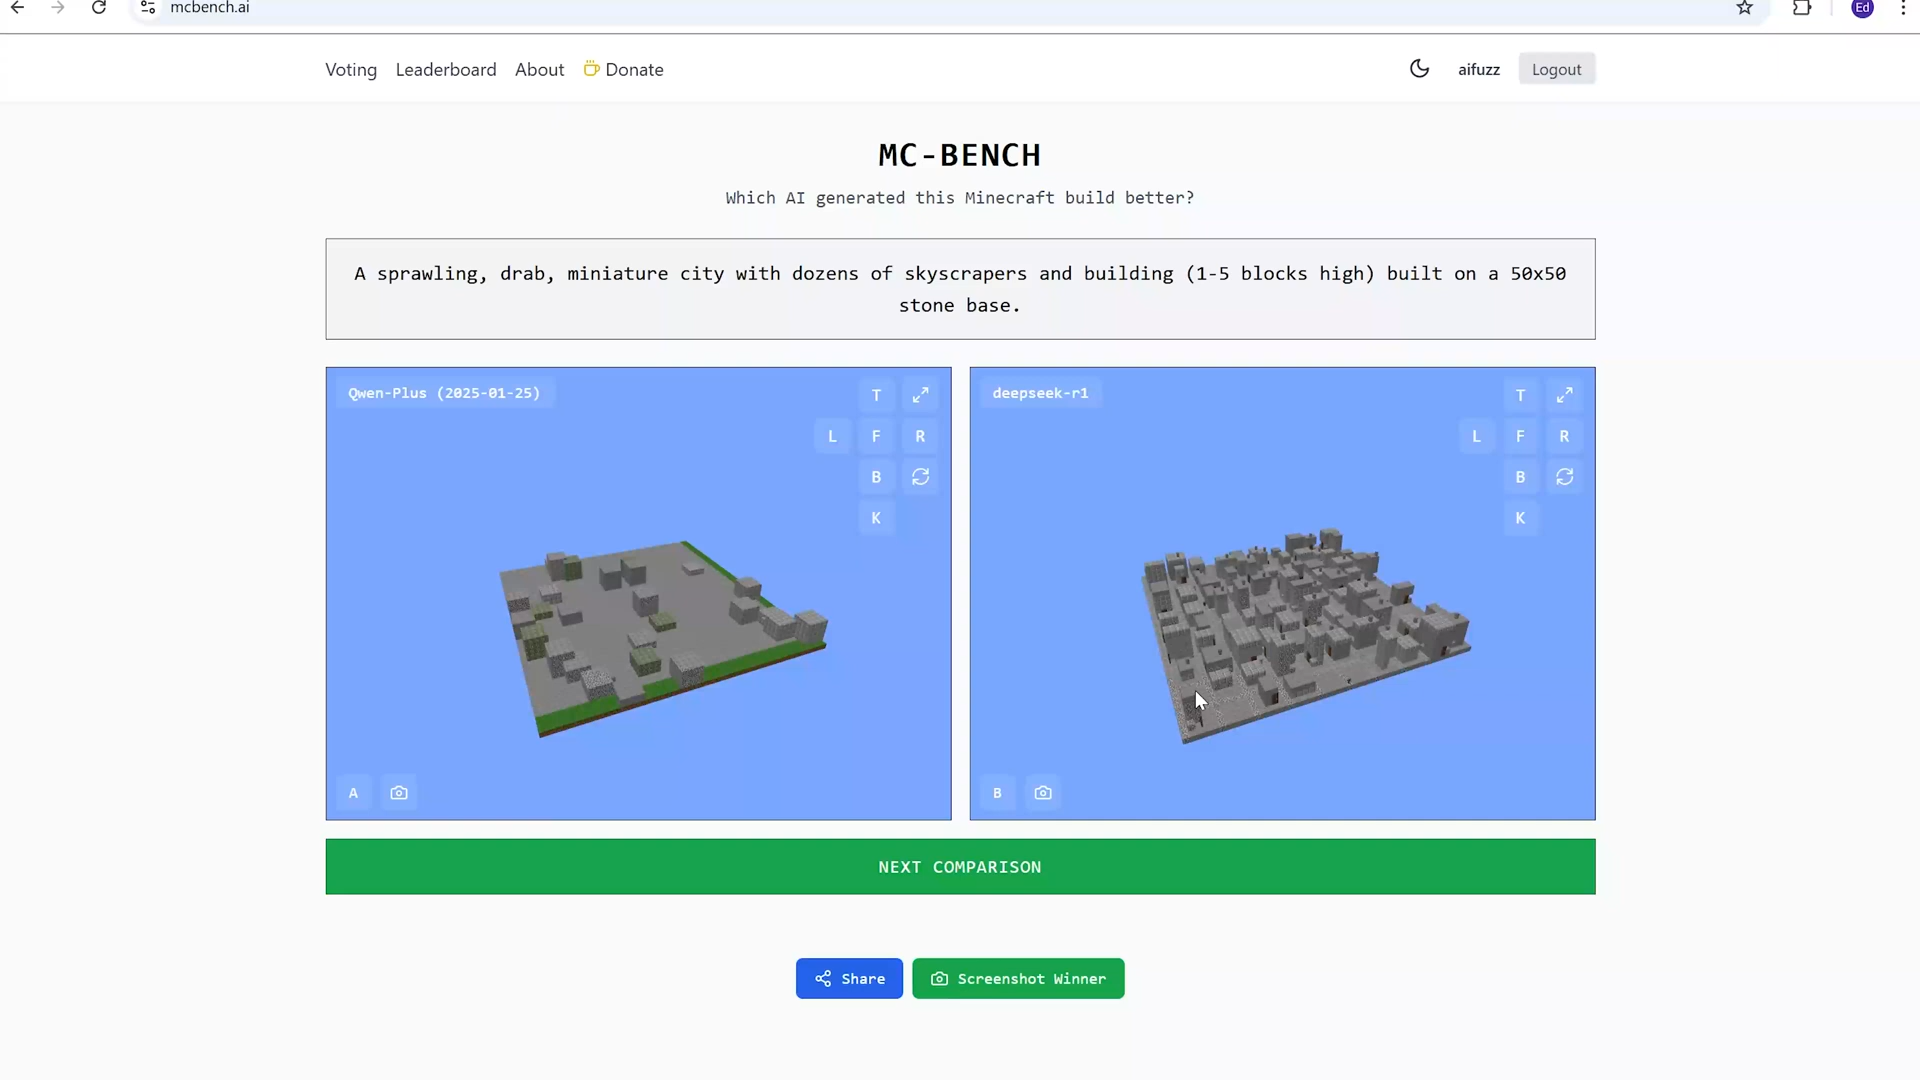 mcbench.ai
Ed
Voting Leaderboard About Donate
aifuzz Logout
MC-BENCH
Which AI generated this Minecraft build better?
A sprawling, drab, miniature city with dozens of skyscrapers and building (1-5 blocks high) built on a 50x50
stone base.
Qwen-Plus (2025-01-25)
T
L F R
B
K
A
deepseek-r1
T
L F R
B
K
B
NEXT COMPARISON
Share
Screenshot Winner